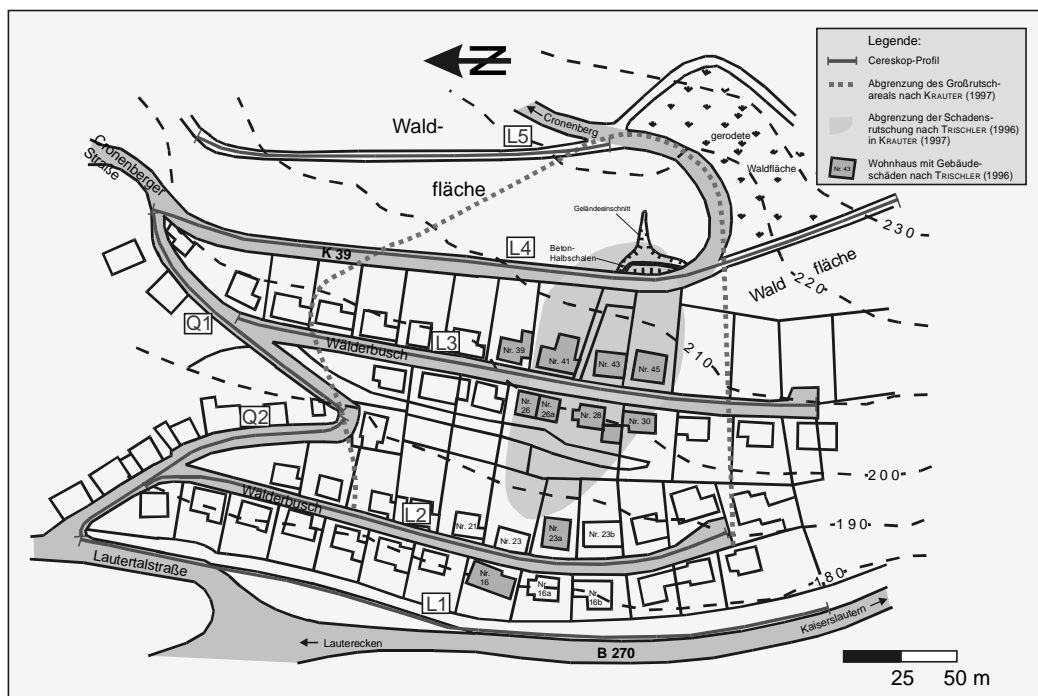 N
Legende:
Cereskop-Profil
Abgrenzung des Großrutsch-
areals nach KRAUTER (1997)
Abgrenzung der Schadens-
rutschung nach TRISCHLER (1996)
in KRAUTER (1997)
Nr. 43
Wohnhaus mit Gebäude-
schäden nach TRISCHLER (1996)
Cronenberg
L5
Wald-
fläche
gerodete
Waldfläche
Cronenberger
Straße
Geländeeinschnitt
Beton-
Halbschalen
L4
K 39
230
Wald fläche
220
210
Q1
Wälderbusch
L3
Nr. 39
Nr. 41
Nr. 43
Nr. 45
Nr.
26
Nr.
26a
Nr. 28
Nr. 30
Q2
200
Wälderbusch
L2
Nr. 21
Nr. 23
Nr.
23a
Nr. 23b
190
Nr.
16
Nr.
16a
Nr.
16b
180
Lautertalstraße
L1
Kaiserslautern
Lauterecken
B 270
25 50 m